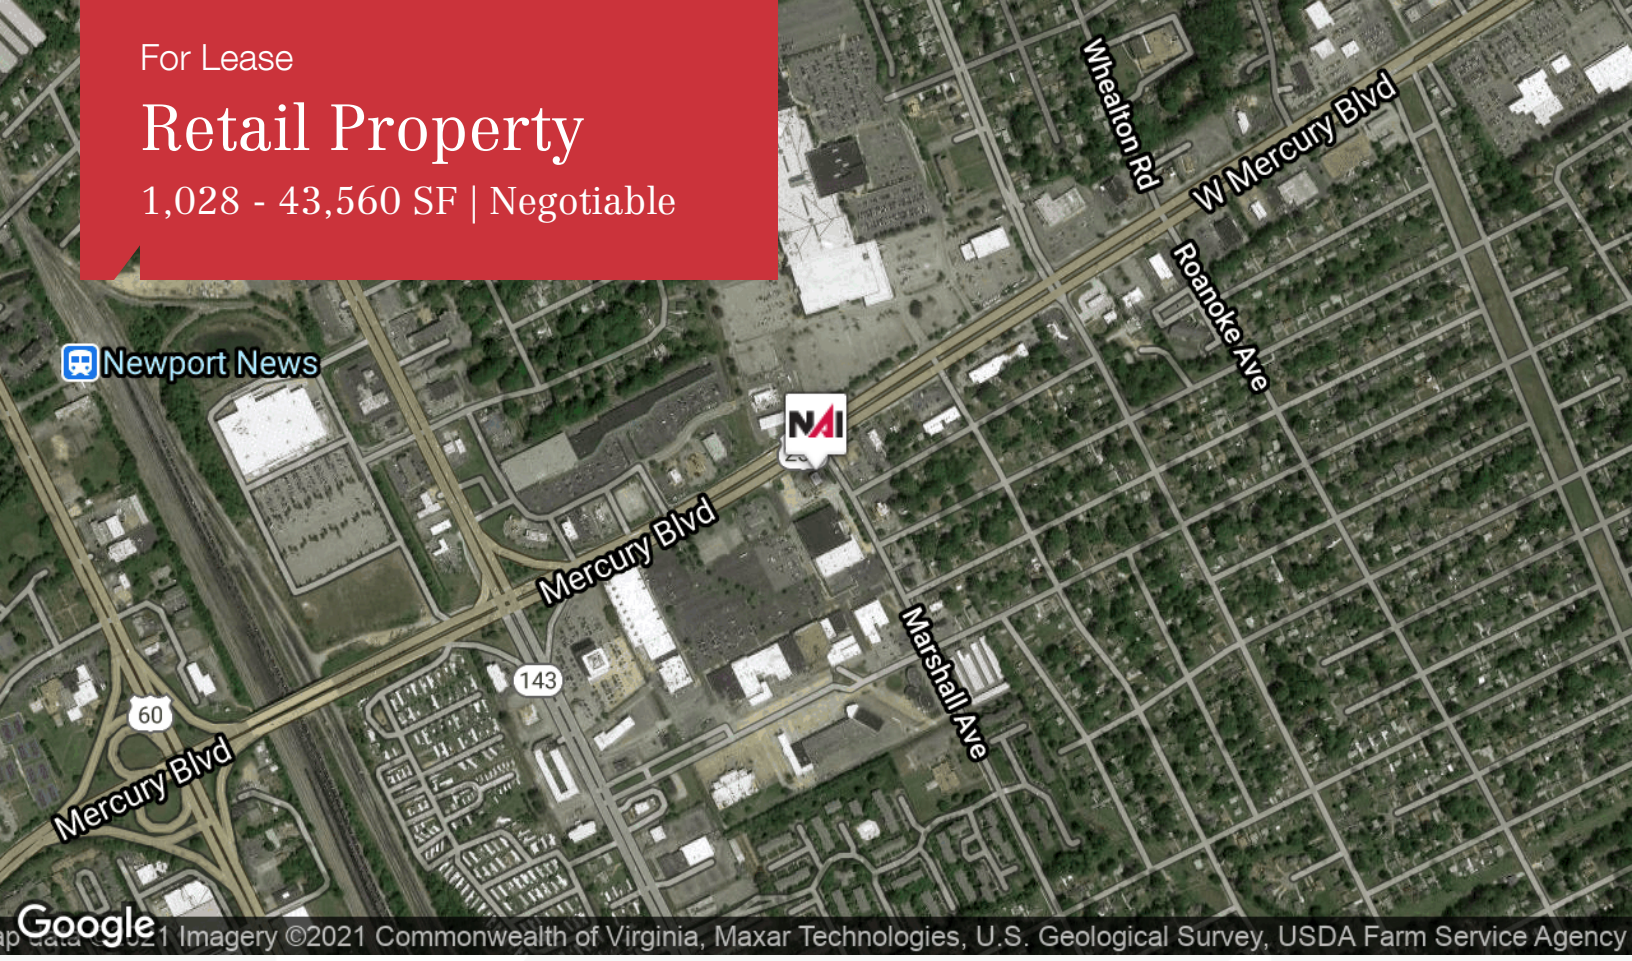 For Lease
Retail Property
1,028 - 43,560 SF | Negotiable
Whealton Rd
W Mercury Blvd
Roanoke Ave
Newport News
NAI
Mercury Blvd
Marshall Ave
143
60
Mercury Blvd
Google
data ©2021 Imagery ©2021 Commonwealth of Virginia, Maxar Technologies, U.S. Geological Survey, USDA Farm Service Agency